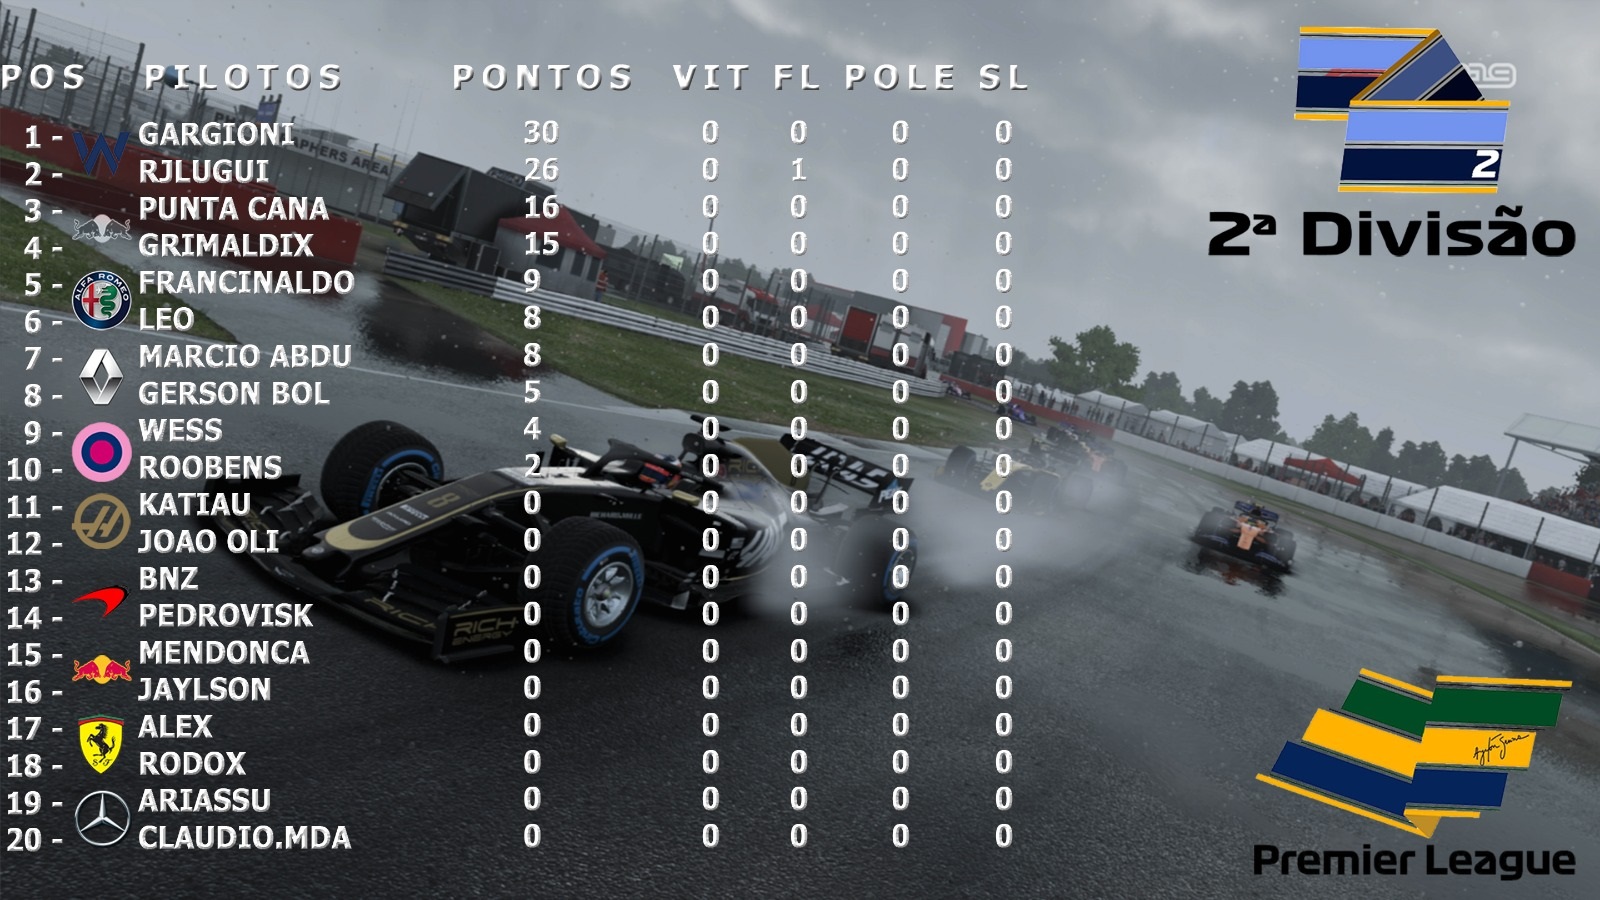 POS PILOTOS PONTOS VIT FL POLE SL
1 - GARGIONI 30 0 0 0 0
2 - RJLUGUI 26 0 1 0 0
3 - PUNTA CANA 16 0 0 0 0
4 - GRIMALDIX 15 0 0 0 0
5 - FRANCINALDO 9 0 0 0 0
6 - LEO 8 0 0 0 0
7 - MARCIO ABDU 8 0 0 0 0
8 - GERSON BOL 5 0 0 0 0
9 - WESS 4 0 0 0 0
10 - ROOBENS 2 0 0 0 0
11 - KATIAU 0 0 0 0 0
12 - JOAO OLI 0 0 0 0 0
13 - BNZ 0 0 0 0 0
14 - PEDROVISK 0 0 0 0 0
15 - MENDONCA 0 0 0 0 0
16 - JAYLSON 0 0 0 0 0
17 - ALEX 0 0 0 0 0
18 - RODOX 0 0 0 0 0
19 - ARIASSU 0 0 0 0 0
20 - CLAUDIO.MDA 0 0 0 0 0
2
2ª Divisão
Premier League
ALFA ROMEO
S F
APHERS AREA
8
RICH
ENERGY